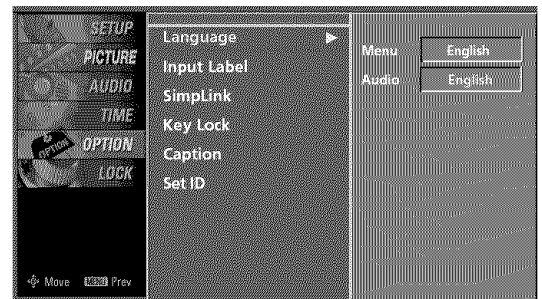 SETUP
PICTURE
AUDIO
TIME
OPTION
OPTION
LOCK
Move MENU Prev
Language
Input Label
SimpLink
Key Lock
Caption
Set ID
Menu English
Audio English